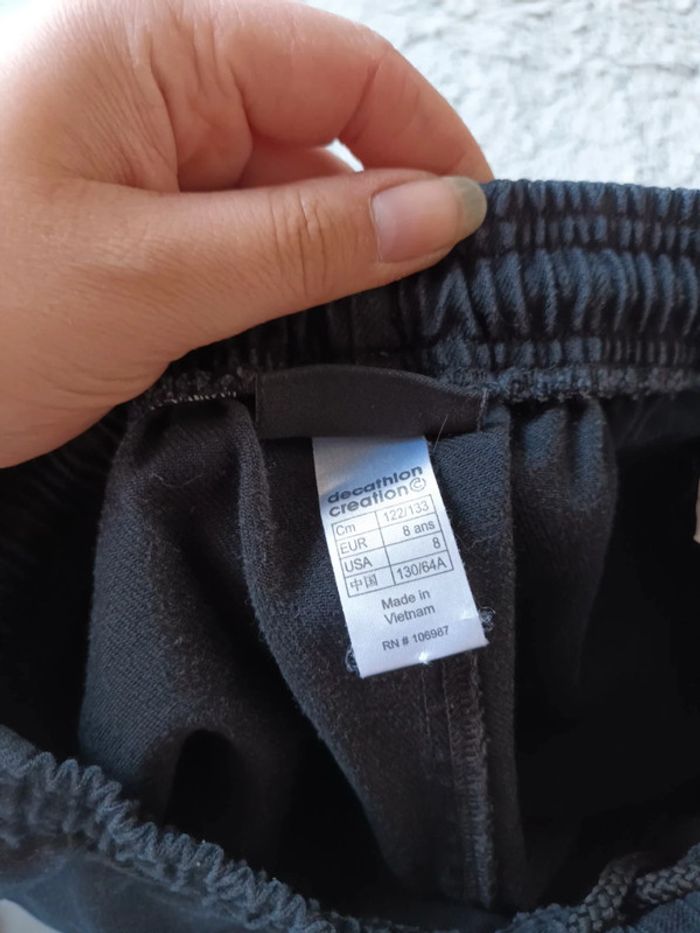 decathlon
creation©
Cm 122/133
EUR 8 ans
USA 8
中国 130/64A
Made in
Vietnam
RN # 106987